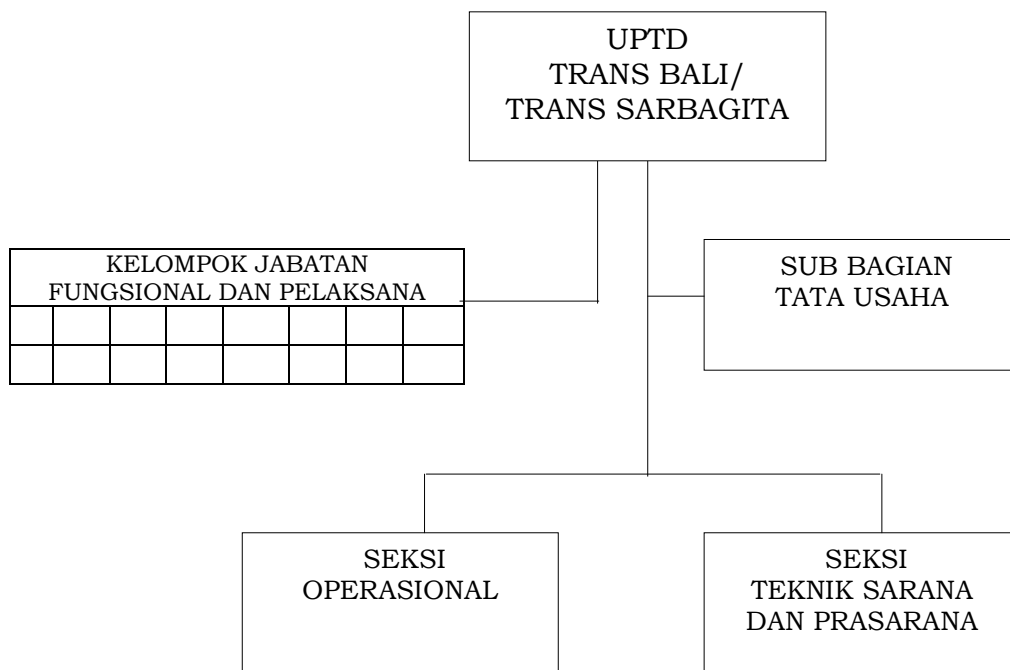 UPTD
TRANS BALI/
TRANS SARBAGITA
KELOMPOK JABATAN
FUNGSIONAL DAN PELAKSANA
SUB BAGIAN
TATA USAHA
SEKSI
OPERASIONAL
SEKSI
TEKNIK SARANA
DAN PRASARANA